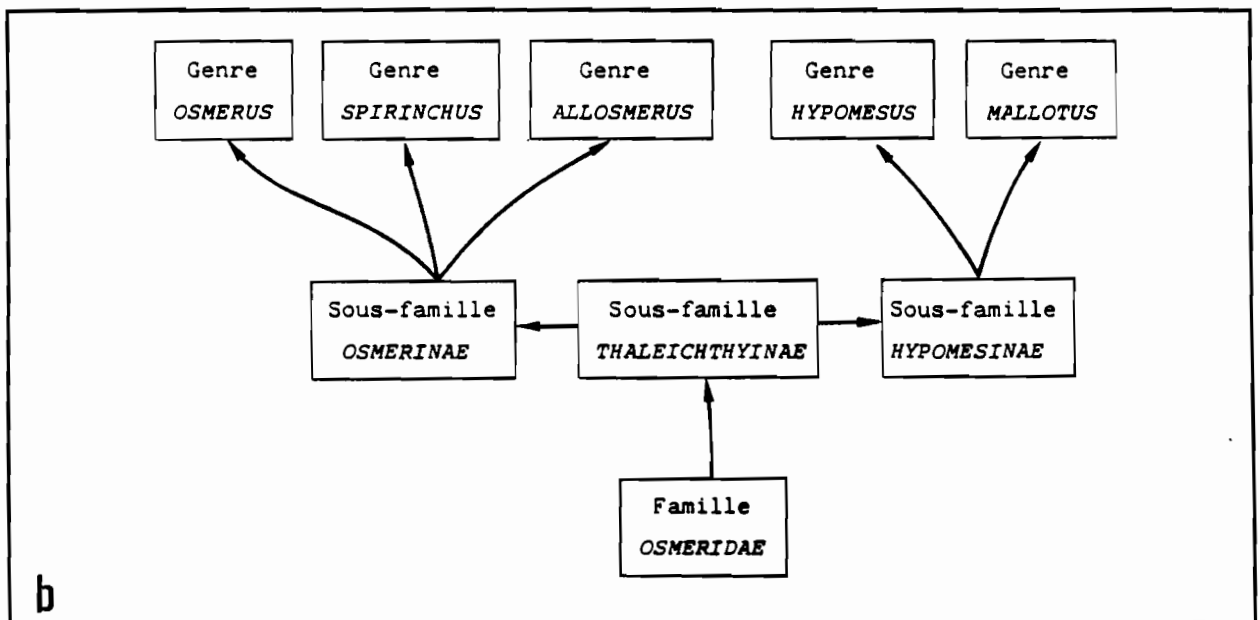 Genre
OSMERUS
Genre
SPIRINCHUS
Genre
ALLOSMERUS
Genre
HYPOMESUS
Genre
MALLOTUS
Sous-famille
OSMERINAE
Sous-famille
THALEICHTHYINAE
Sous-famille
HYPOMESINAE
Famille
OSMERIDAE
b